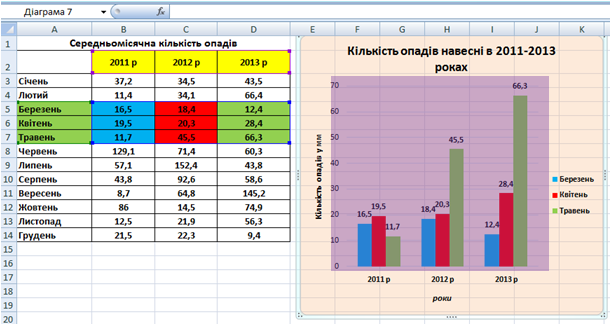 Діаграма 7 fx
A B C D E F G H I J K
1 Середньомісячна кількість опадів
2 2011 р 2012 р 2013 р
3 Січень 37,2 34,5 43,5
4 Лютий 11,4 34,1 66,4
5 Березень 16,5 18,4 12,4
6 Квітень 19,5 20,3 28,4
7 Травень 11,7 45,5 66,3
8 Червень 129,1 71,4 60,3
9 Липень 57,1 152,4 43,8
10 Серпень 43,8 92,6 58,6
11 Вересень 8,7 64,8 145,2
12 Жовтень 86 14,5 74,9
13 Листопад 12,5 21,9 56,3
14 Грудень 21,5 22,3 9,4
15
16
17
18
19
20
Кількість опадів навесні в 2011-2013
роках
Кількість опадів у мм
70
60
50
40
30
20
10
0
16,5 19,5 11,7
18,4 20,3 45,5
12,4 28,4 66,3
2011 р 2012 р 2013 р
роки
Березень
Квітень
Травень